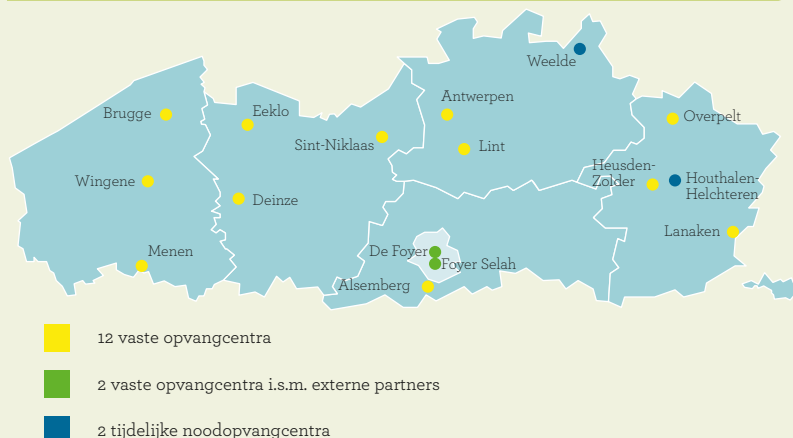 Weelde
Antwerpen
Brugge
Eeklo
Overpelt
Sint-Niklaas
Lint
Heusden-
Zolder
Wingene
Houthalen-
Helchteren
Deinze
Lanaken
Menen
De Foyer
Foyer Selah
Alsemberg
12 vaste opvangcentra
2 vaste opvangcentra i.s.m. externe partners
2 tijdelijke noodopvangcentra